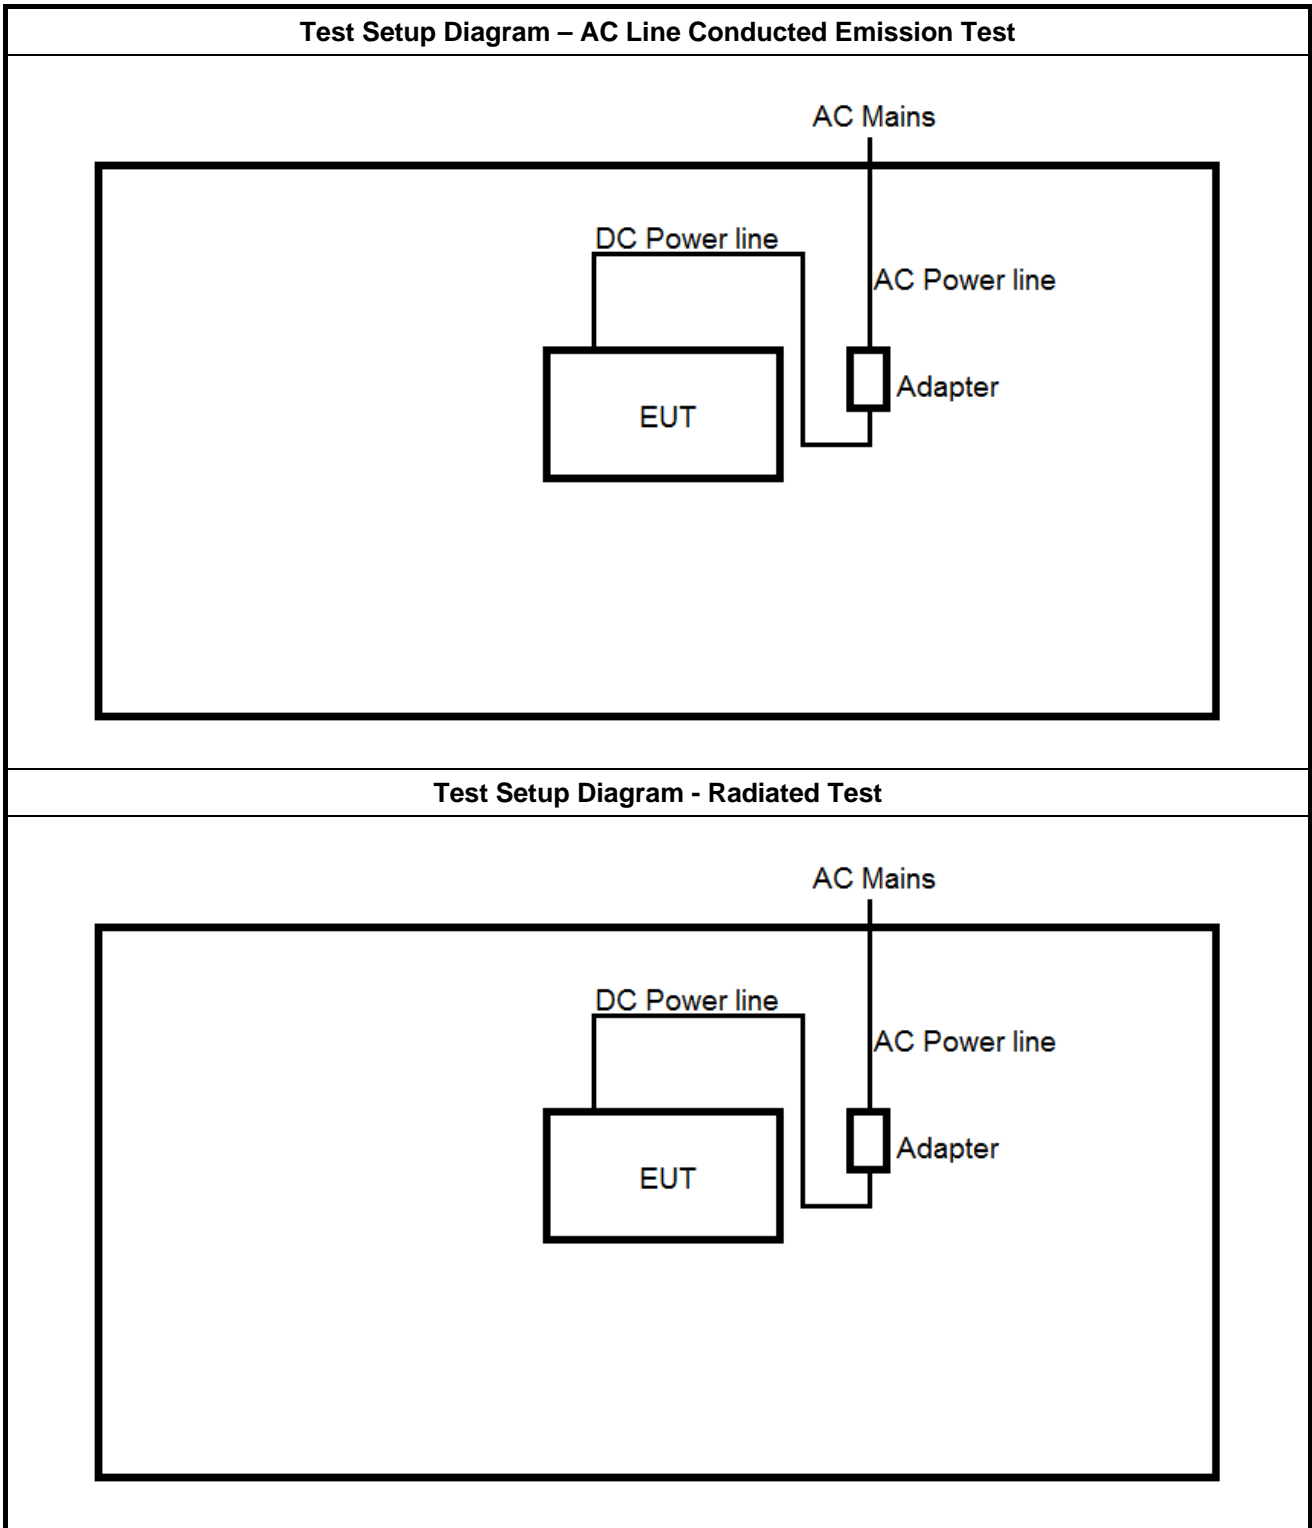 Test Setup Diagram – AC Line Conducted Emission Test
AC Mains
DC Power line
AC Power line
Adapter
EUT
Test Setup Diagram - Radiated Test
AC Mains
DC Power line
AC Power line
Adapter
EUT